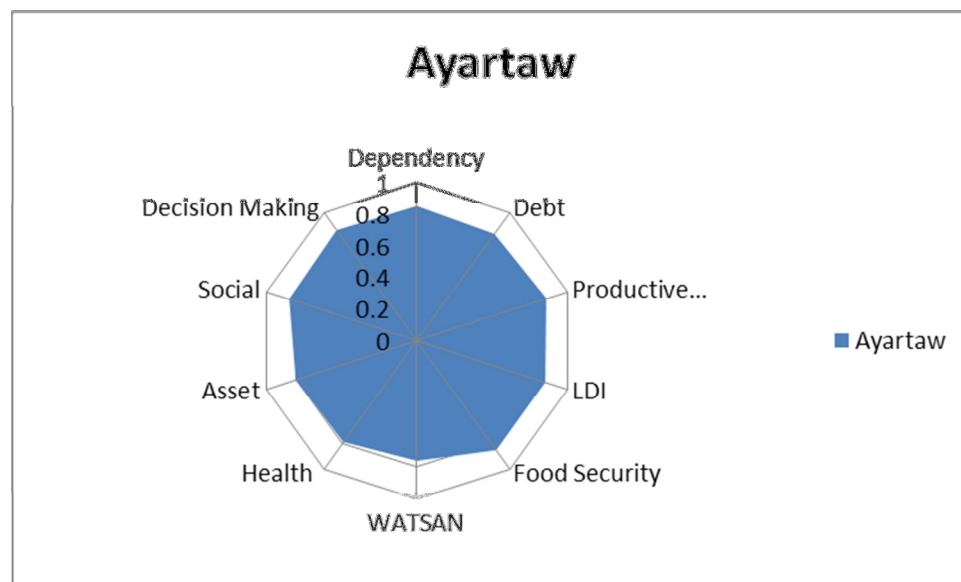 Ayartaw
Dependency
1
Decision Making
Debt
0.8
0.6
Social
Productive...
0.4
0.2
0
Ayartaw
Asset
LDI
Health
Food Security
WATSAN